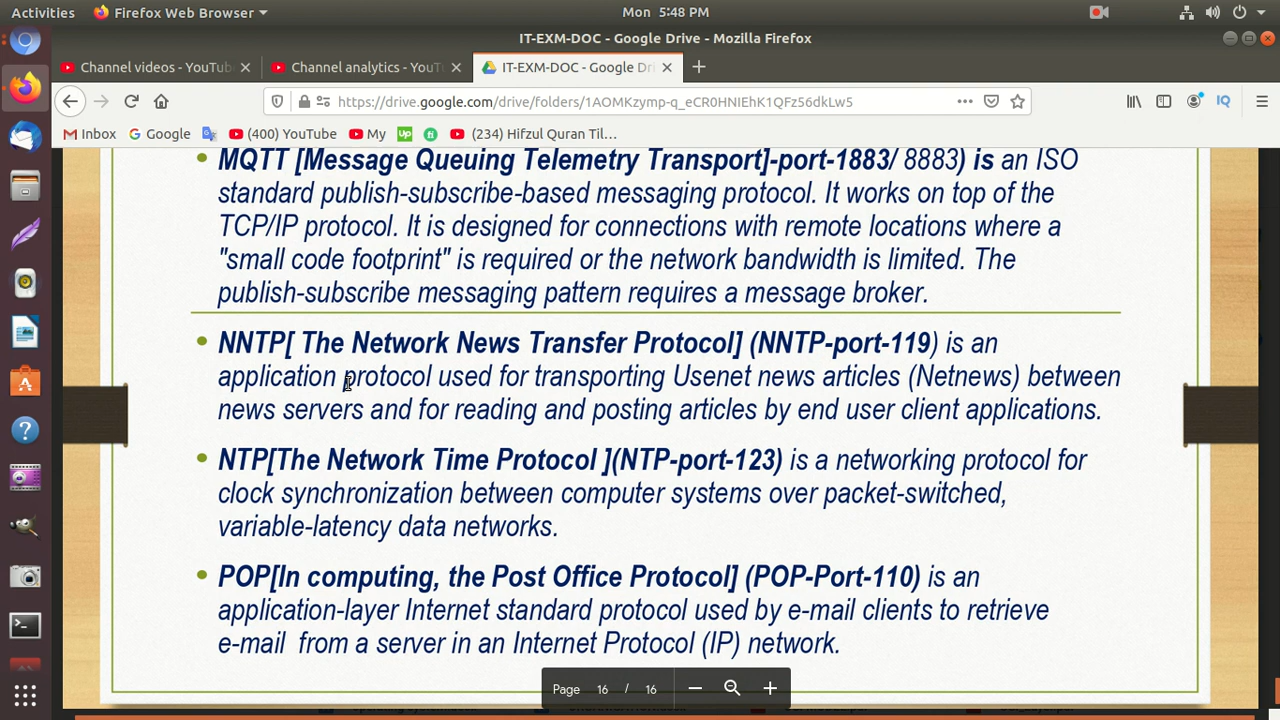 Activities Firefox Web Browser Mon 5:48 PM
IT-EXM-DOC - Google Drive - Mozilla Firefox
Channel videos - YouTub Channel analytics - YouT IT-EXM-DOC - Google Dri
https://drive.google.com/drive/folders/1AOMKzymp-q_eCR0HNIEhK1QFz56dkLw5
Inbox Google (400) YouTube My (234) Hifzul Quran Til…
MQTT [Message Queuing Telemetry Transport]-port-1883/ 8883) is an ISO
standard publish-subscribe-based messaging protocol. It works on top of the
TCP/IP protocol. It is designed for connections with remote locations where a
"small code footprint" is required or the network bandwidth is limited. The
publish-subscribe messaging pattern requires a message broker.
NNTP[ The Network News Transfer Protocol] (NNTP-port-119) is an
application protocol used for transporting Usenet news articles (Netnews) between
news servers and for reading and posting articles by end user client applications.
NTP[The Network Time Protocol ](NTP-port-123) is a networking protocol for
clock synchronization between computer systems over packet-switched,
variable-latency data networks.
POP[In computing, the Post Office Protocol] (POP-Port-110) is an
application-layer Internet standard protocol used by e-mail clients to retrieve
e-mail from a server in an Internet Protocol (IP) network.
Page 16 / 16